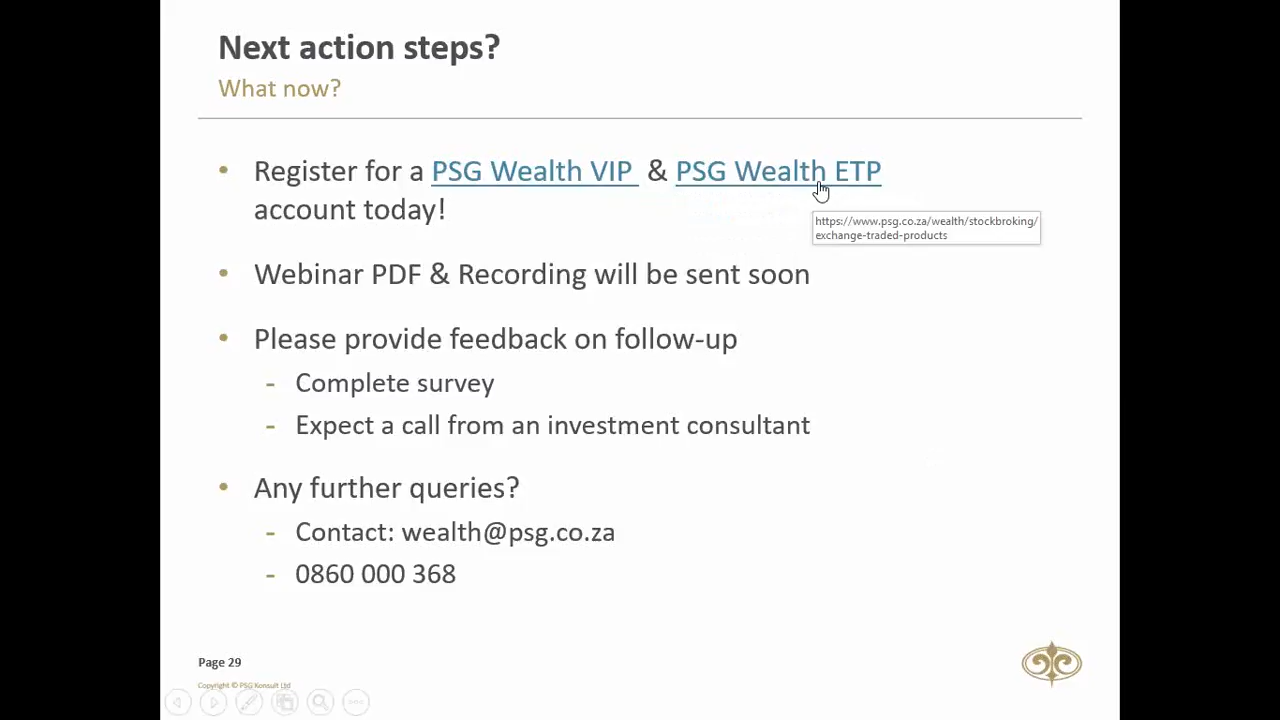 Next action steps?
What now?
• Register for a PSG Wealth VIP & PSG Wealth ETP
account today!
https://www.psg.co.za/wealth/stockbroking/
exchange-traded-products
• Webinar PDF & Recording will be sent soon
• Please provide feedback on follow-up
- Complete survey
- Expect a call from an investment consultant
• Any further queries?
- Contact: wealth@psg.co.za
- 0860 000 368
Page 29
Copyright © PSG Konsult Ltd